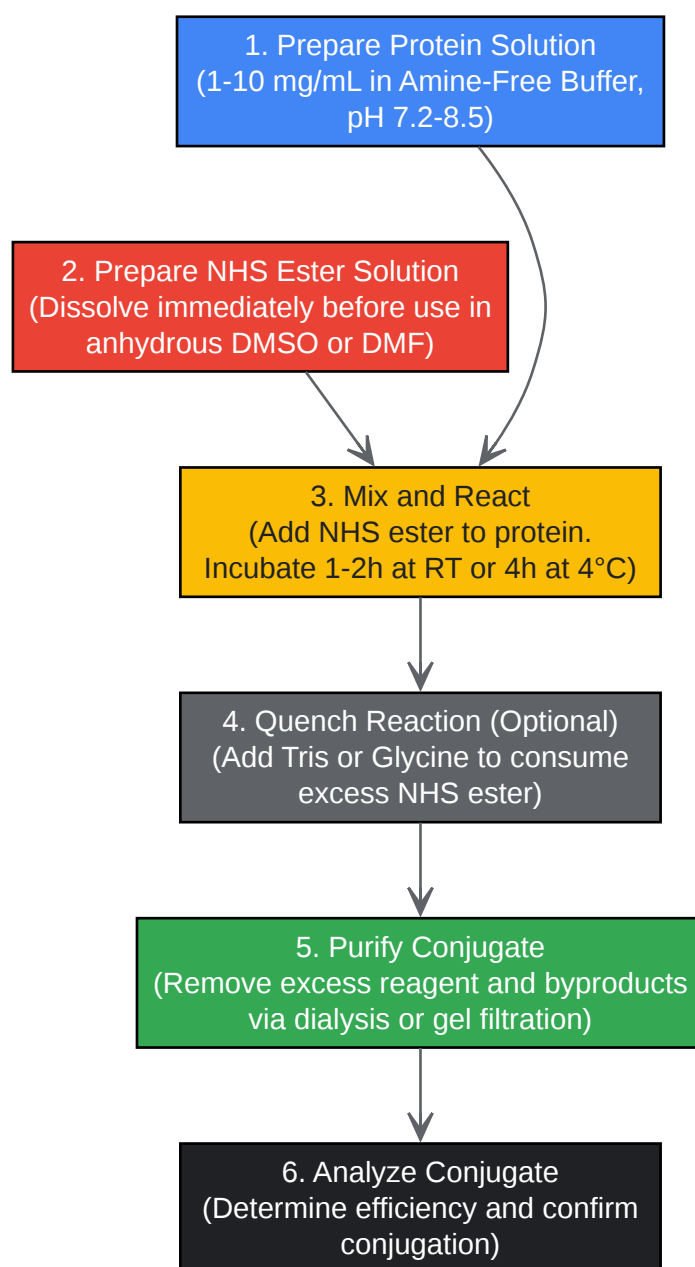 1. Prepare Protein Solution
(1-10 mg/mL in Amine-Free Buffer,
pH 7.2-8.5)
2. Prepare NHS Ester Solution
(Dissolve immediately before use in
anhydrous DMSO or DMF)
3. Mix and React
(Add NHS ester to protein.
Incubate 1-2h at RT or 4h at 4°C)
4. Quench Reaction (Optional)
(Add Tris or Glycine to consume
excess NHS ester)
5. Purify Conjugate
(Remove excess reagent and byproducts
via dialysis or gel filtration)
6. Analyze Conjugate
(Determine efficiency and confirm
conjugation)